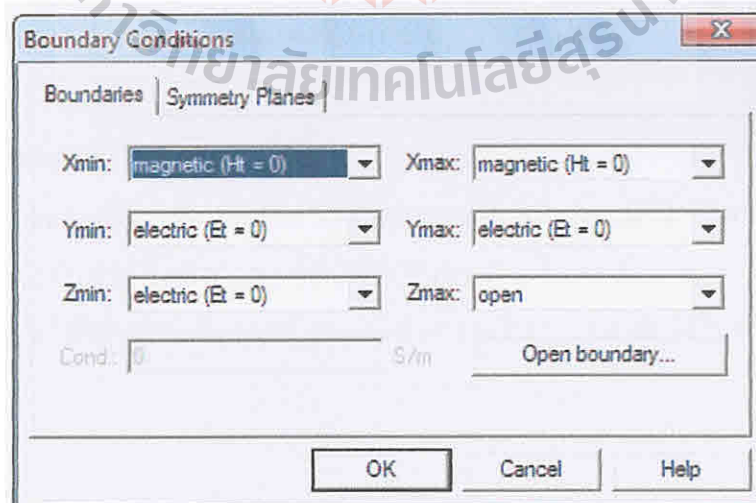 Boundary Conditions
Boundaries Symmetry Planes
Xmin: magnetic (Ht = 0) Xmax: magnetic (Ht = 0)
Ymin: electric (Et = 0) Ymax: electric (Et = 0)
Zmin: electric (Et = 0) Zmax: open
Cond.: 0 S/m Open boundary...
OK Cancel Help